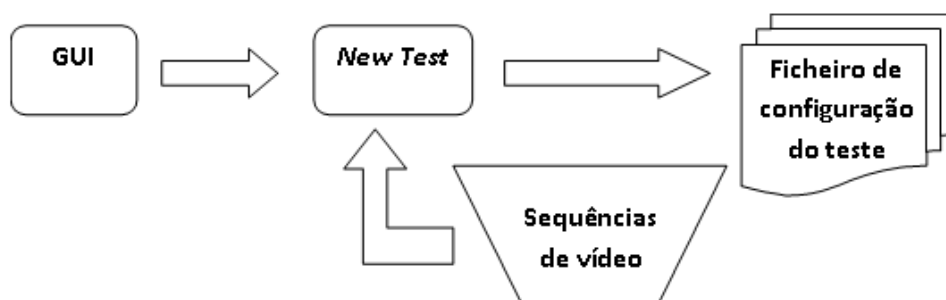 GUI
New Test
Ficheiro de
configuração
do teste
Sequências
de vídeo